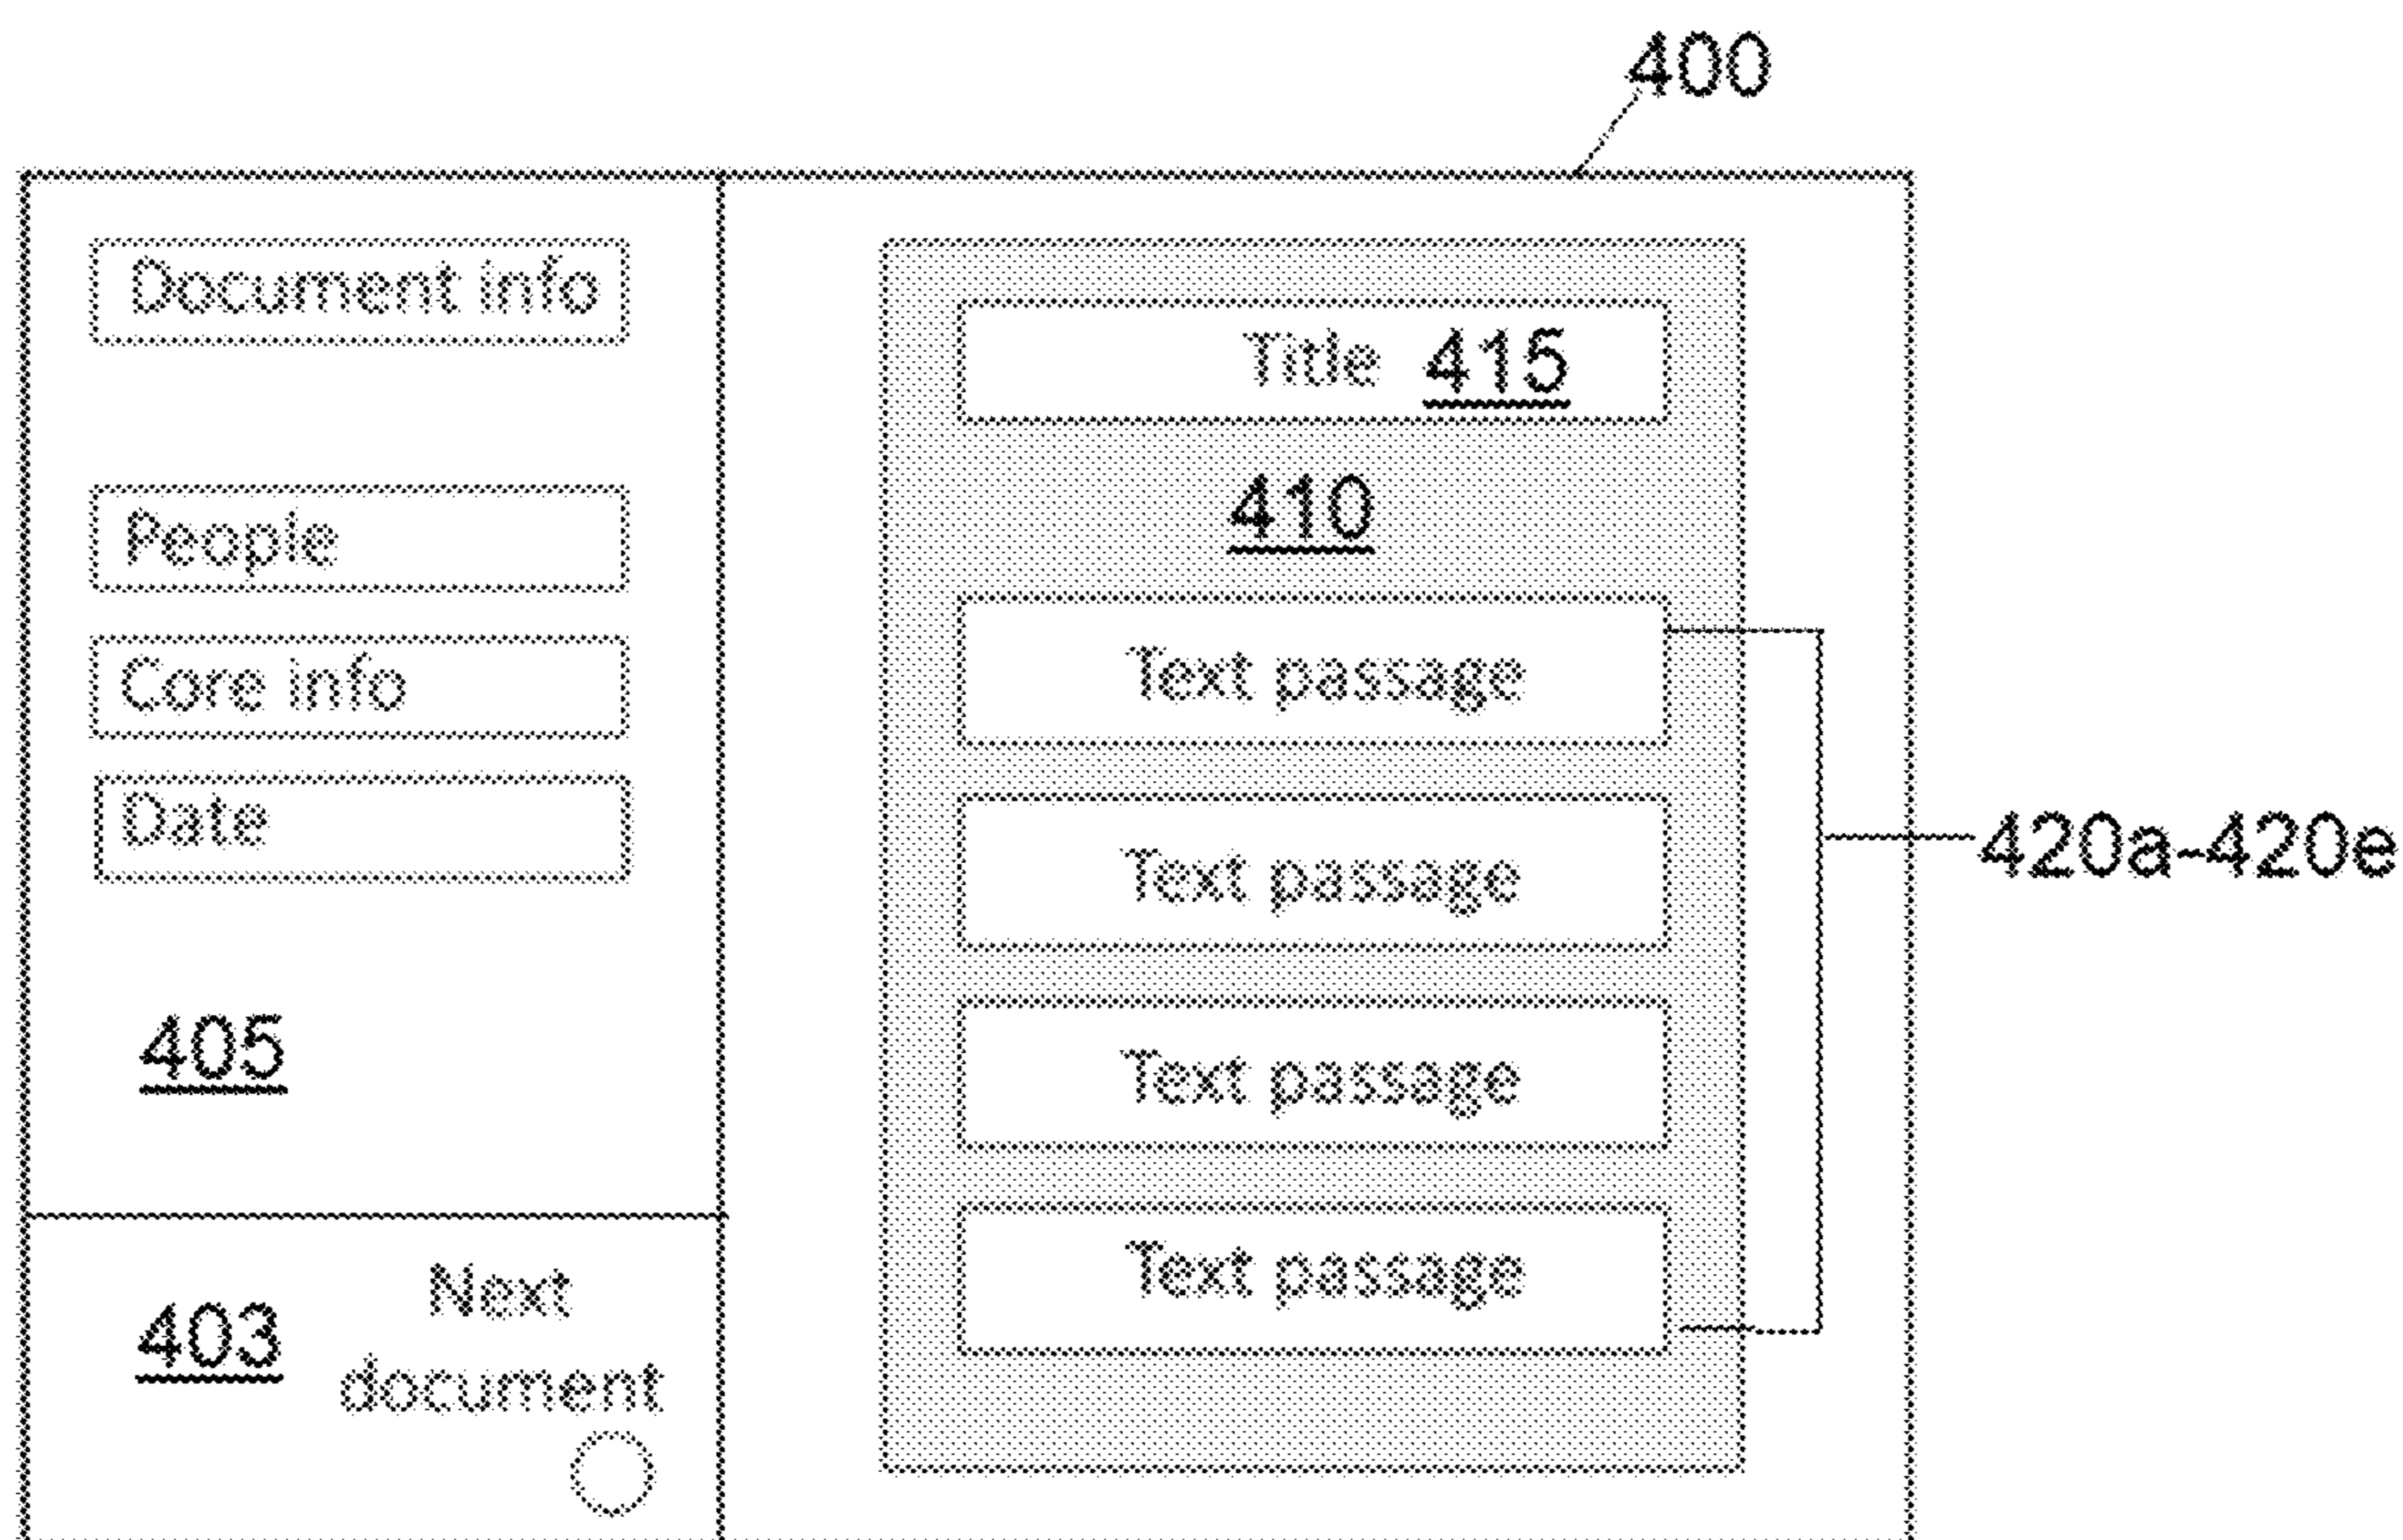 400
Document info
People
Core info
Date
405
403
Next
document
Title 415
410
Text passage
Text passage
Text passage
Text passage
420a-420e